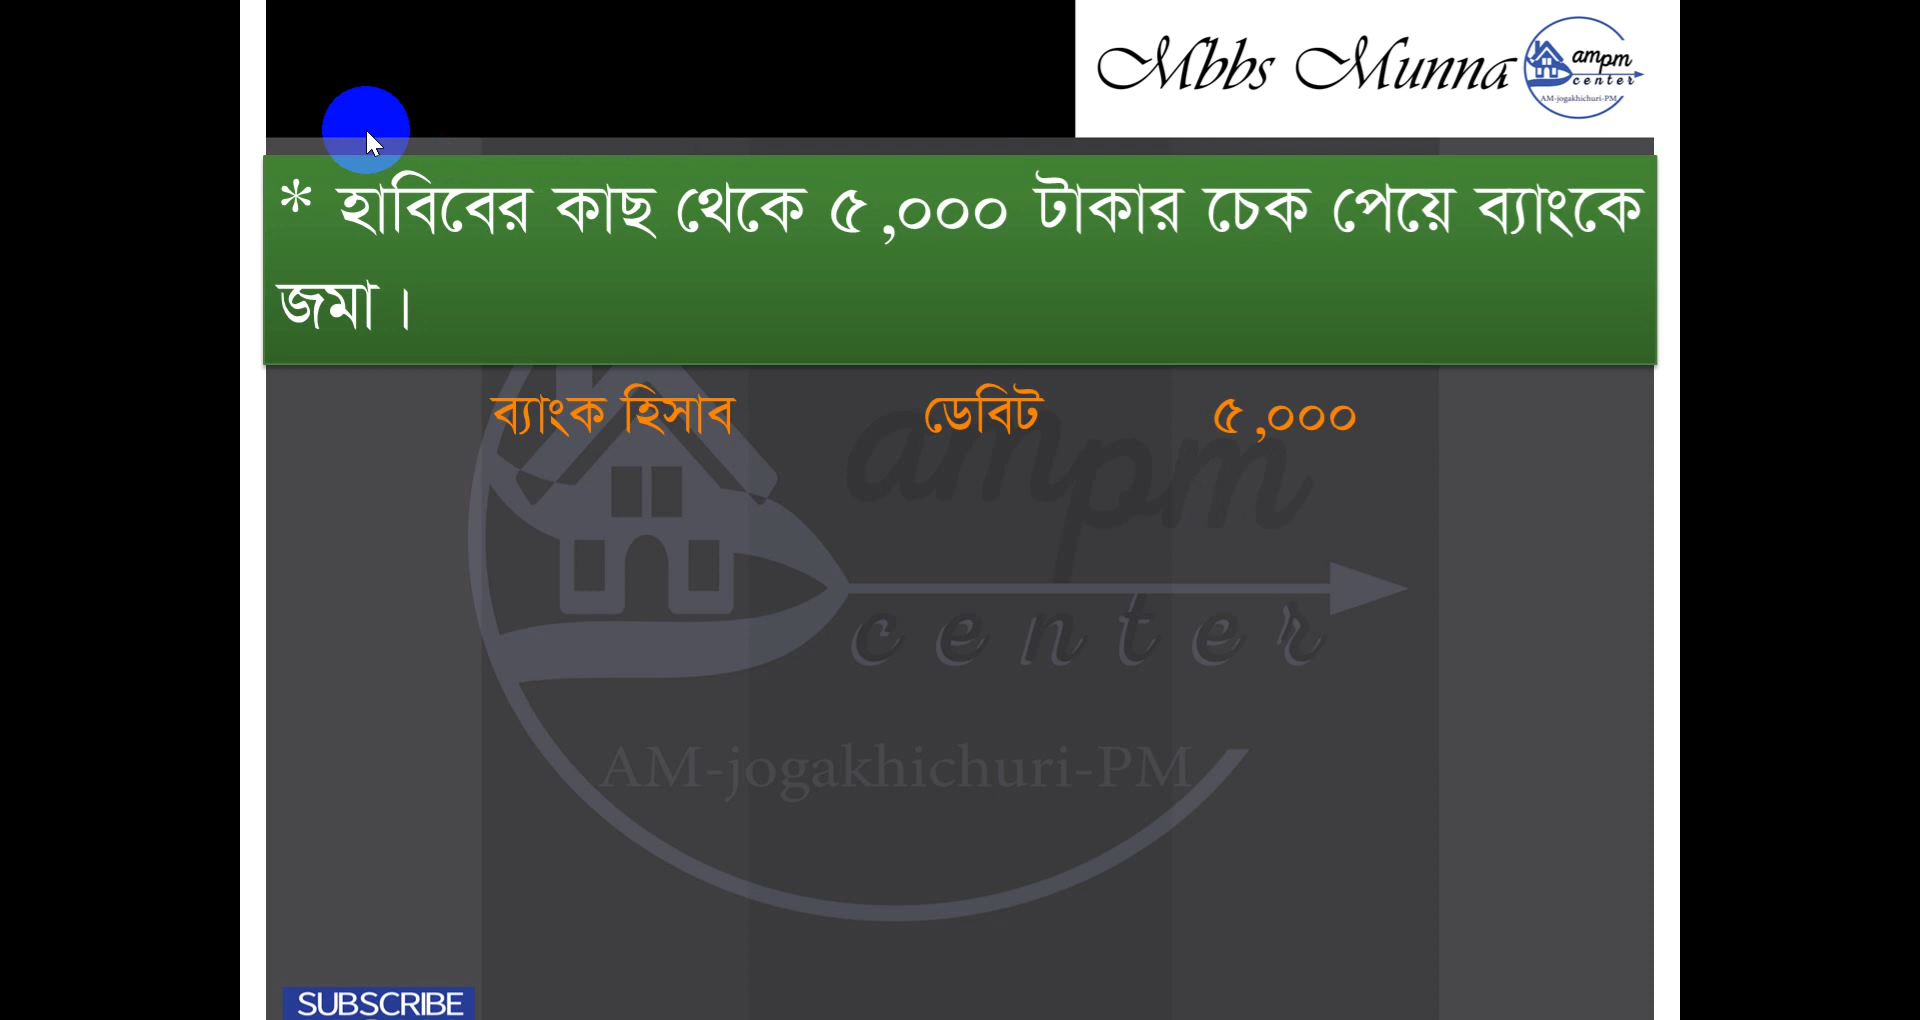 Mbbs Munna
ampm
center
AM-jogakhichuri-PM
* হাবিবের কাছ থেকে ৫,০০০ টাকার চেক পেয়ে ব্যাংকে
জমা।
ব্যাংক হিসাব ডেবিট ৫,০০০
ampm
center
AM-jogakhichuri-PM
SUBSCRIBE